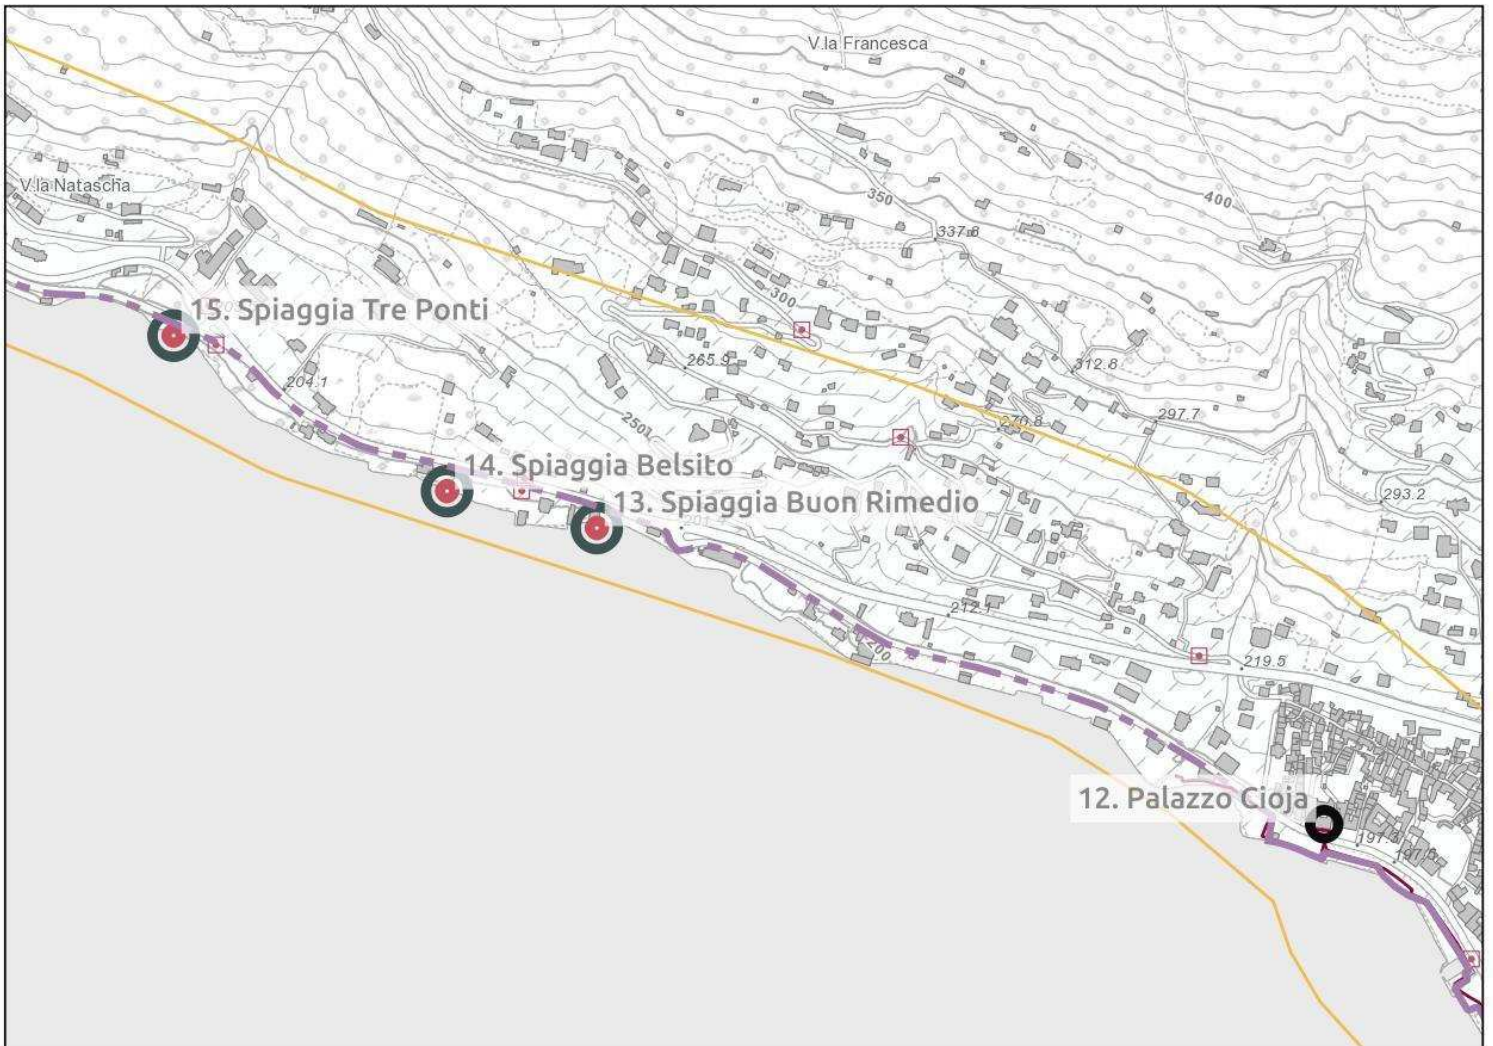 V.la Francesca
V.la Natascha
350
400
337.8
300
15. Spiaggia Tre Ponti
265.9
312.8
204.1
297.7
270.8
250
14. Spiaggia Belsito
293.2
13. Spiaggia Buon Rimedio
212.1
200
219.5
12. Palazzo Cioja
197.3